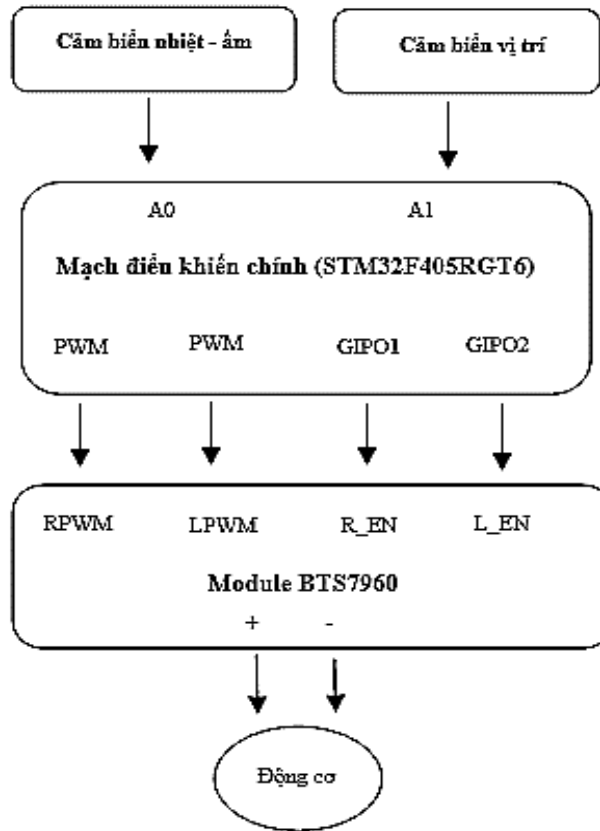 Cảm biến nhiệt - ẩm
Cảm biến vị trí
A0 A1
Mạch điều khiển chính (STM32F405RGT6)
PWM PWM GIPO1 GIPO2
RPWM LPWM R_EN L_EN
Module BTS7960
+ -
Động cơ